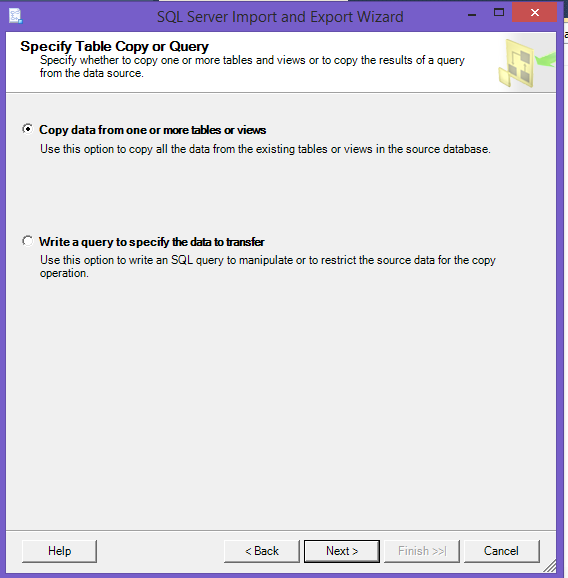 SQL Server Import and Export Wizard
Specify Table Copy or Query
Specify whether to copy one or more tables and views or to copy the results of a query
from the data source.
Copy data from one or more tables or views
Use this option to copy all the data from the existing tables or views in the source database.
Write a query to specify the data to transfer
Use this option to write an SQL query to manipulate or to restrict the source data for the copy
operation.
Help
< Back
Next >
Finish >>|
Cancel